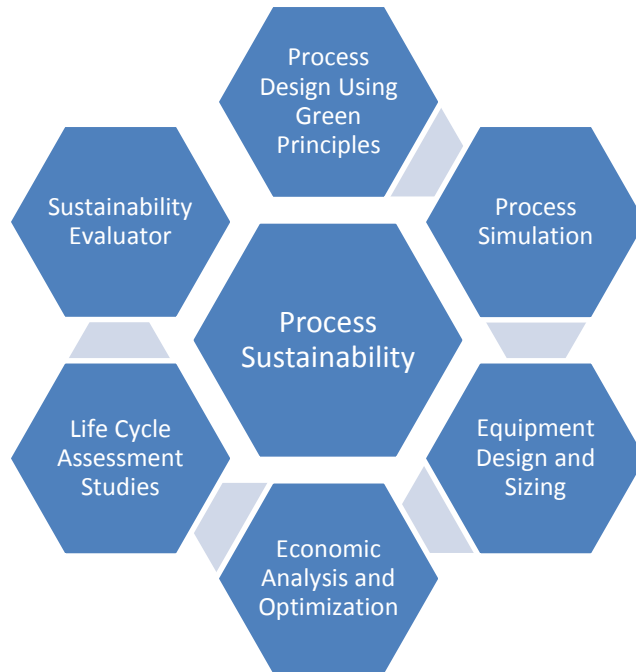 Process
Design Using
Green
Principles
Process
Simulation
Equipment
Design and
Sizing
Economic
Analysis and
Optimization
Life Cycle
Assessment
Studies
Sustainability
Evaluator
Process
Sustainability